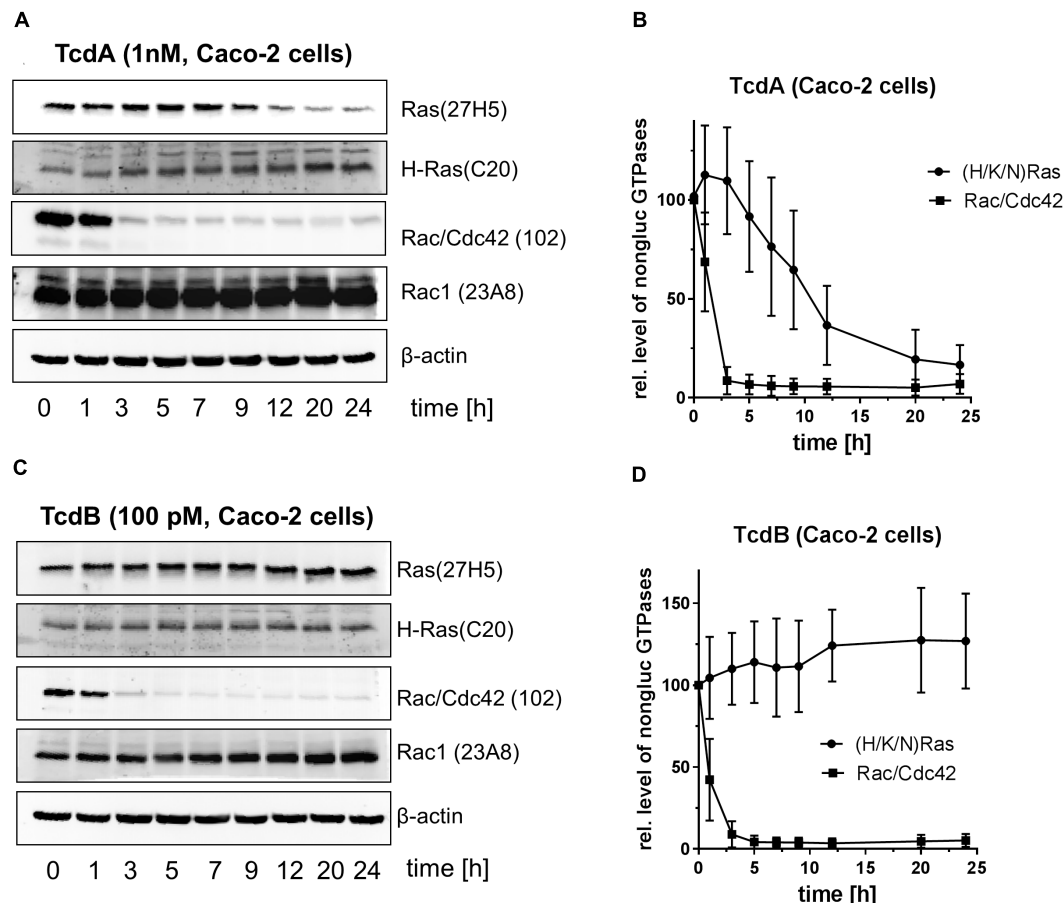 A
TcdA (1nM, Caco-2 cells)
Ras(27H5)
H-Ras(C20)
Rac/Cdc42 (102)
Rac1 (23A8)
β-actin
0 1 3 5 7 9 12 20 24 time [h]
B
TcdA (Caco-2 cells)
rel. level of nongluc GTPases
100
50
0
0 5 10 15 20 25
time [h]
(H/K/N)Ras
Rac/Cdc42
C
TcdB (100 pM, Caco-2 cells)
Ras(27H5)
H-Ras(C20)
Rac/Cdc42 (102)
Rac1 (23A8)
β-actin
0 1 3 5 7 9 12 20 24 time [h]
D
TcdB (Caco-2 cells)
rel. level of nongluc GTPases
150
100
50
0
0 5 10 15 20 25
time [h]
(H/K/N)Ras
Rac/Cdc42